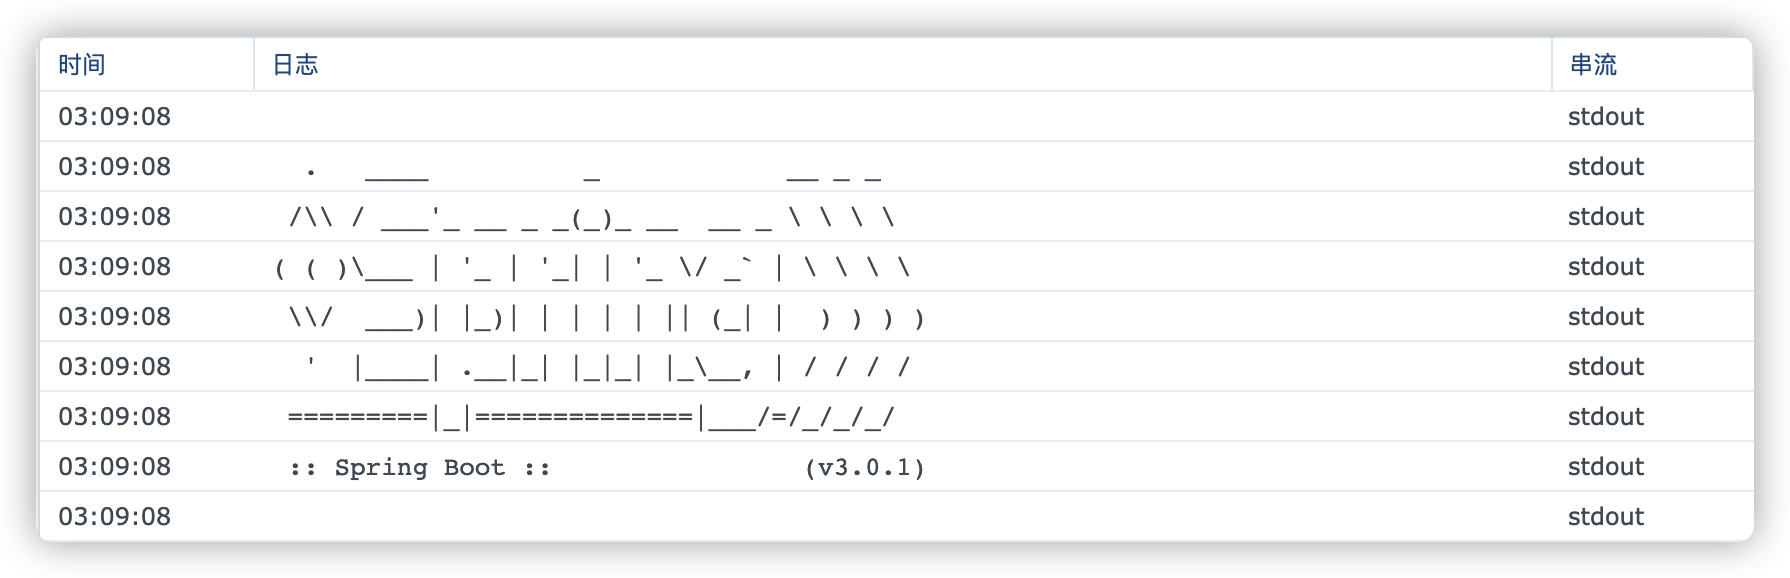 时间 日志 串流
03:09:08 stdout
03:09:08   .   ____          _            __ _ _ stdout
03:09:08  /\\ / ___'_ __ _ _(_)_ __  __ _ \ \ \ \ stdout
03:09:08 ( ( )\___ | '_ | '_| | '_ \/ _` | \ \ \ \ stdout
03:09:08  \\/  ___)| |_)| | | | | || (_| |  ) ) ) ) stdout
03:09:08   '  |____| .__|_| |_|_| |_\__, | / / / / stdout
03:09:08  =========|_|==============|___/=/_/_/_/ stdout
03:09:08  :: Spring Boot ::                (v3.0.1) stdout
03:09:08 stdout